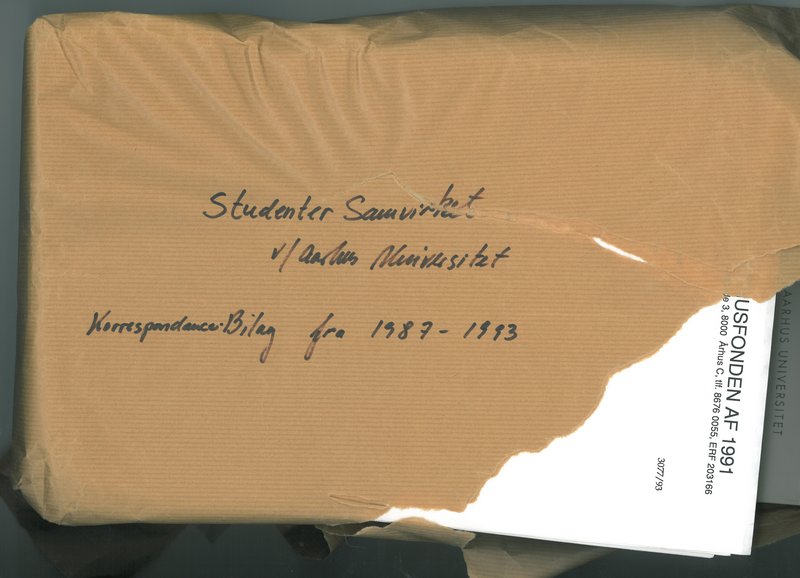 Studenter Samvirket
v/ Aarhus Universitet
Korrespondance: Bilag fra 1987 - 1993
USFONDEN AF 1991
e 3, 8000 Århus C, tlf. 8676 0055, ERF 203166
3077/93
AARHUS UNIVERSITET